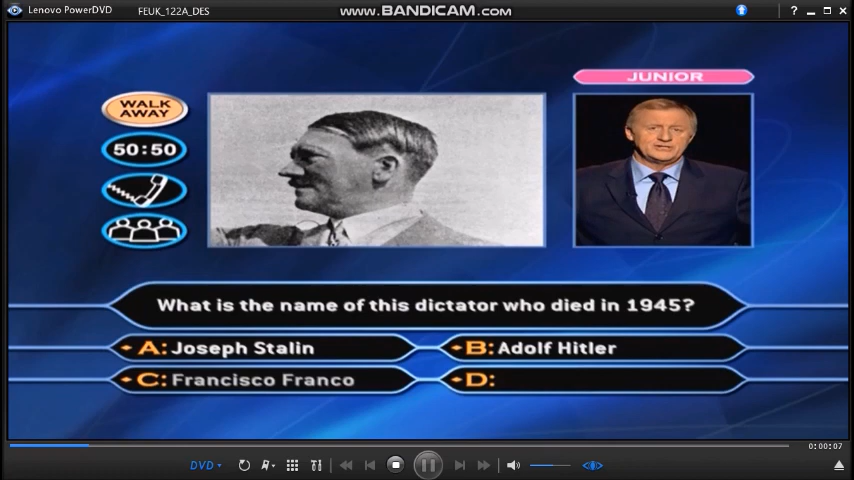 Lenovo PowerDVD
FEUK_122A_DES
www.BANDICAM.com
?
JUNIOR
WALK
AWAY
50:50
What is the name of this dictator who died in 1945?
A: Joseph Stalin
B: Adolf Hitler
C: Francisco Franco
D:
0:00:07
DVD